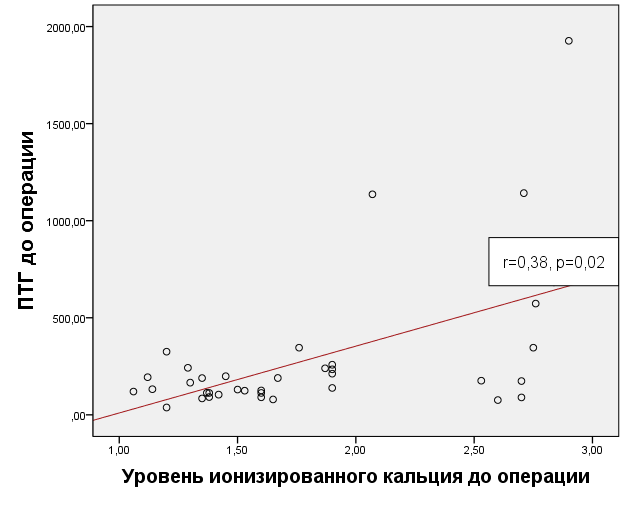 2000,00
1500,00
1000,00
500,00
,00
ПТГ до операции
r=0,38, p=0,02
1,00 1,50 2,00 2,50 3,00
Уровень ионизированного кальция до операции